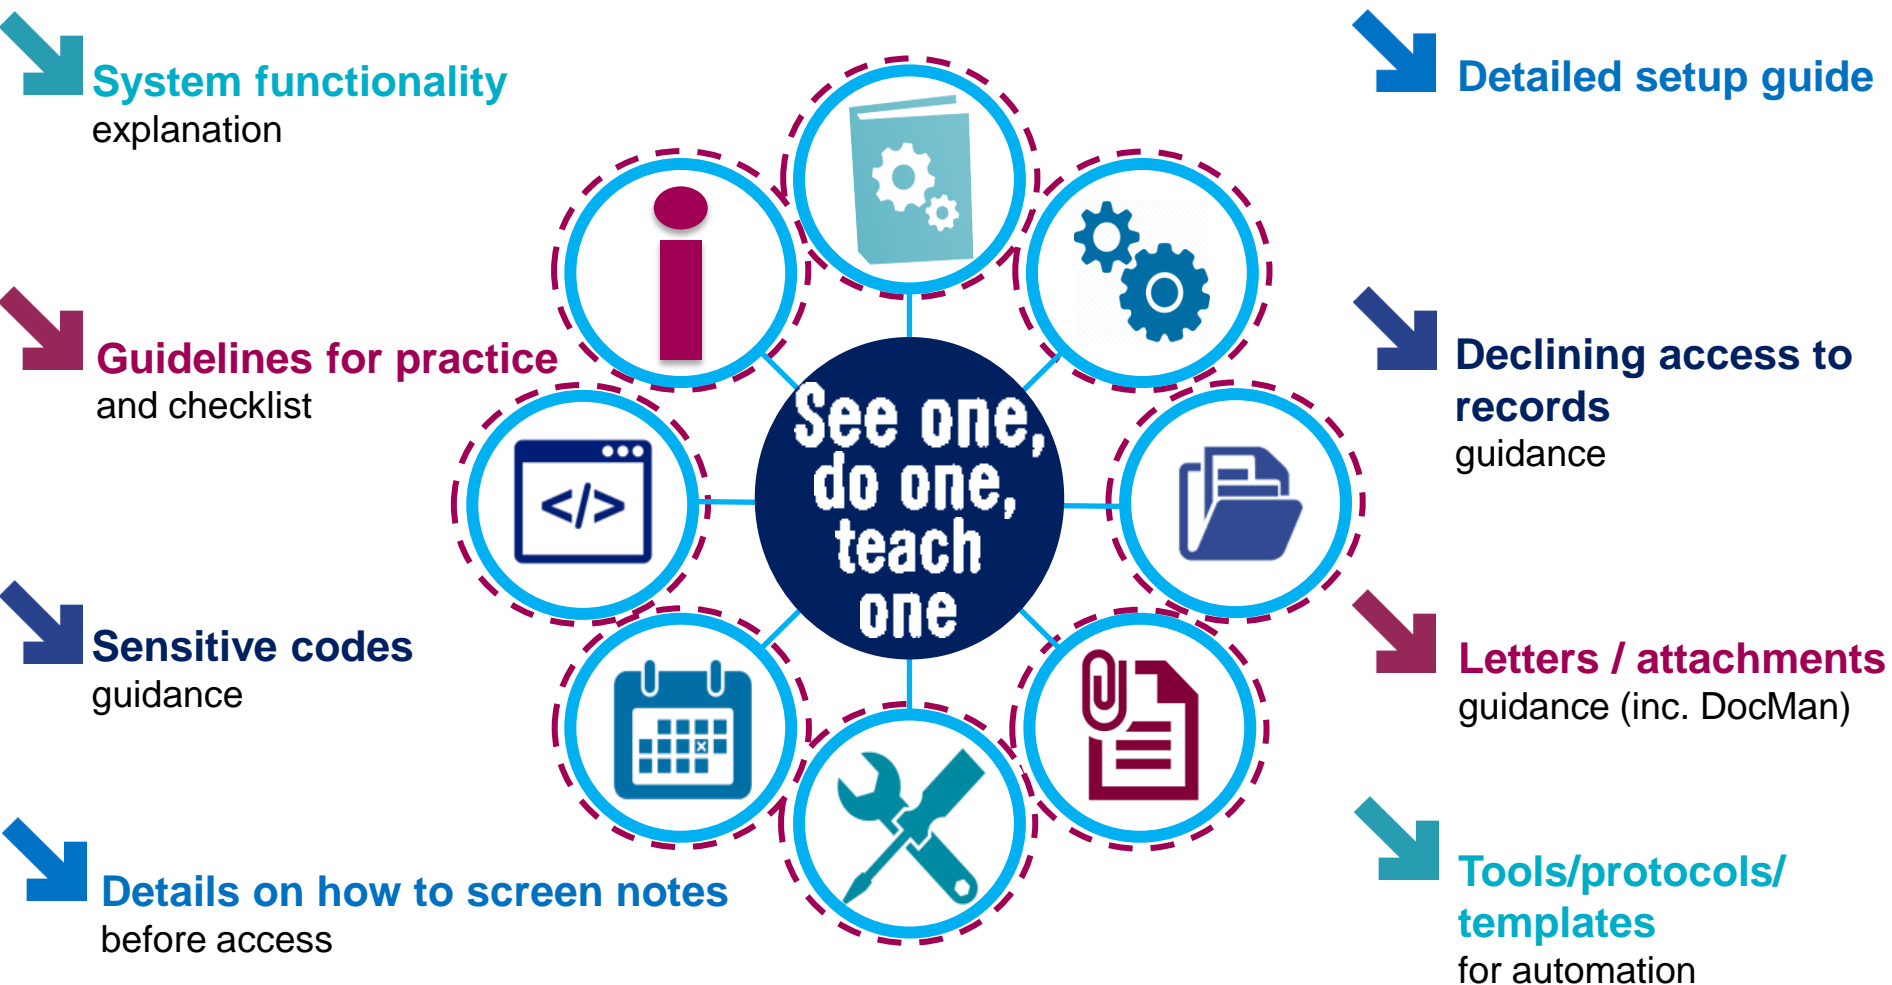 System functionality
explanation
Guidelines for practice
and checklist
Sensitive codes
guidance
Details on how to screen notes
before access
</>
See one,
do one,
teach
one
Detailed setup guide
Declining access to
records
guidance
Letters / attachments
guidance (inc. DocMan)
Tools/protocols/
templates
for automation